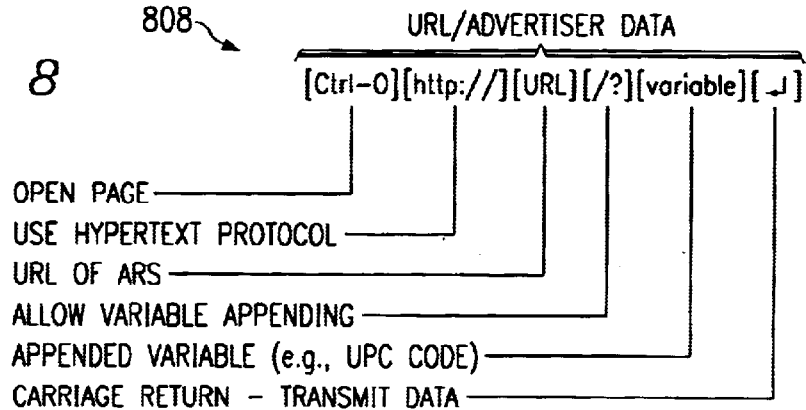 808
URL/ADVERTISER DATA
8
[Ctrl-O][http://][URL][/?][variable][↵]
OPEN PAGE
USE HYPERTEXT PROTOCOL
URL OF ARS
ALLOW VARIABLE APPENDING
APPENDED VARIABLE (e.g., UPC CODE)
CARRIAGE RETURN - TRANSMIT DATA